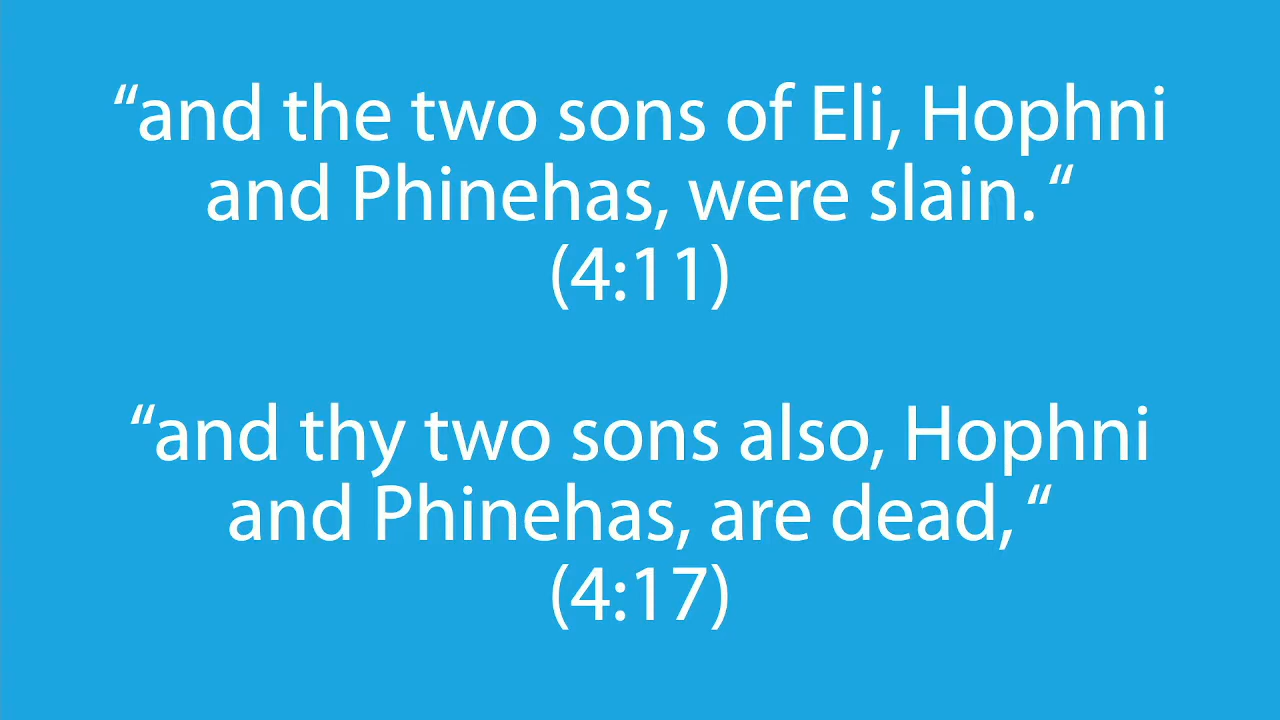 “and the two sons of Eli, Hophni
and Phinehas, were slain. “
(4:11)
“and thy two sons also, Hophni
and Phinehas, are dead, “
(4:17)